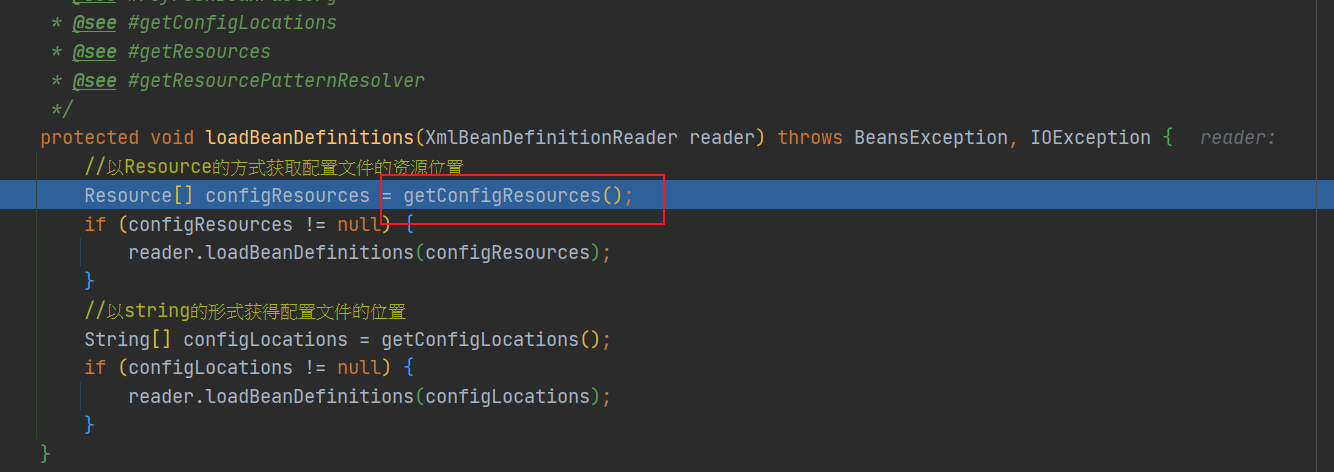 * @see #getConfigLocations
* @see #getResources
* @see #getResourcePatternResolver
*/
protected void loadBeanDefinitions(XmlBeanDefinitionReader reader) throws BeansException, IOException { reader:
//以Resource的方式获取配置文件的资源位置
Resource[] configResources = getConfigResources();
if (configResources != null) {
reader.loadBeanDefinitions(configResources);
}
//以string的形式获得配置文件的位置
String[] configLocations = getConfigLocations();
if (configLocations != null) {
reader.loadBeanDefinitions(configLocations);
}
}